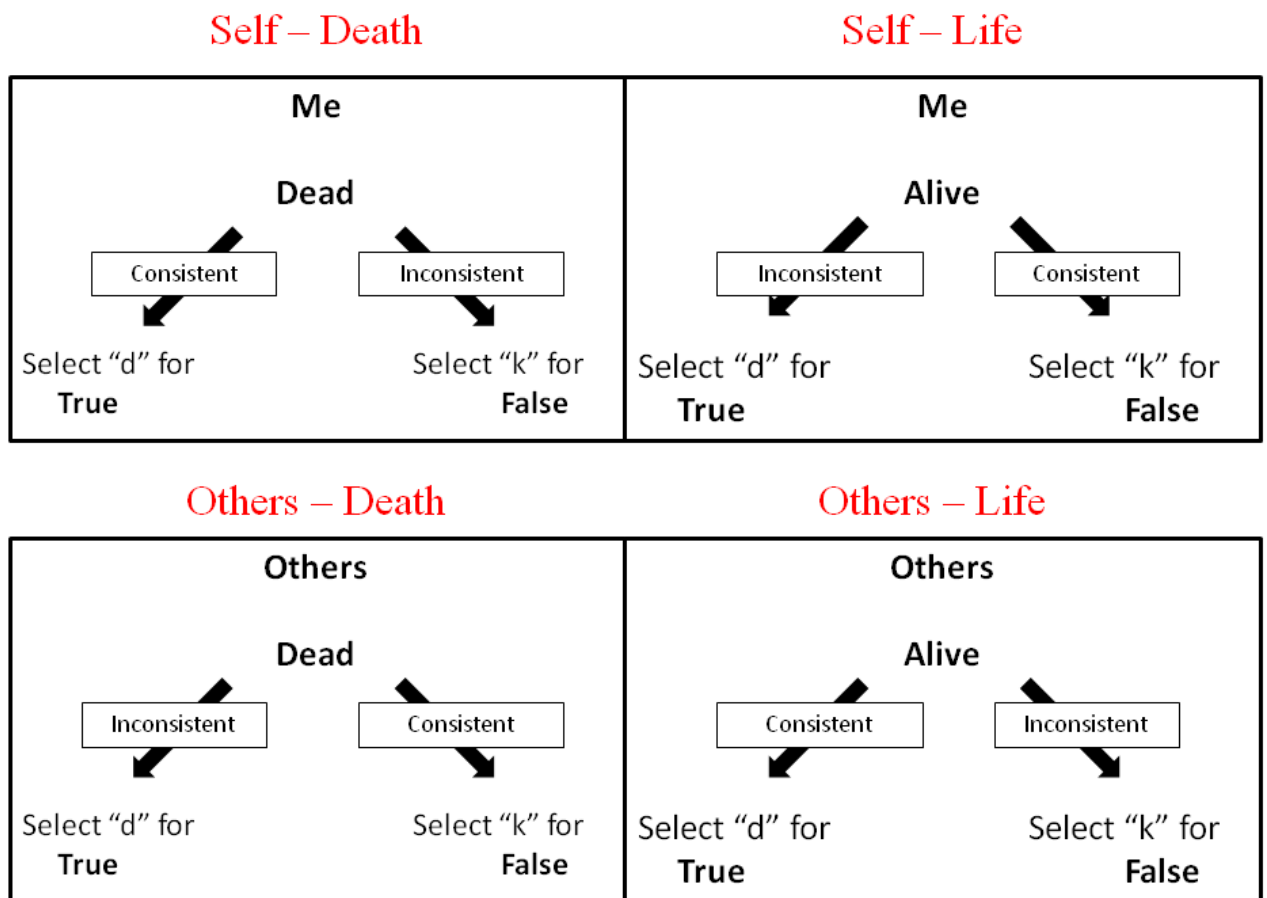 Self – Death
Self – Life
Me
Me
Dead
Alive
Consistent
Inconsistent
Inconsistent
Consistent
Select “d” for
True
Select “k” for
False
Select “d” for
True
Select “k” for
False
Others – Death
Others – Life
Others
Others
Dead
Alive
Inconsistent
Consistent
Consistent
Inconsistent
Select “d” for
True
Select “k” for
False
Select “d” for
True
Select “k” for
False